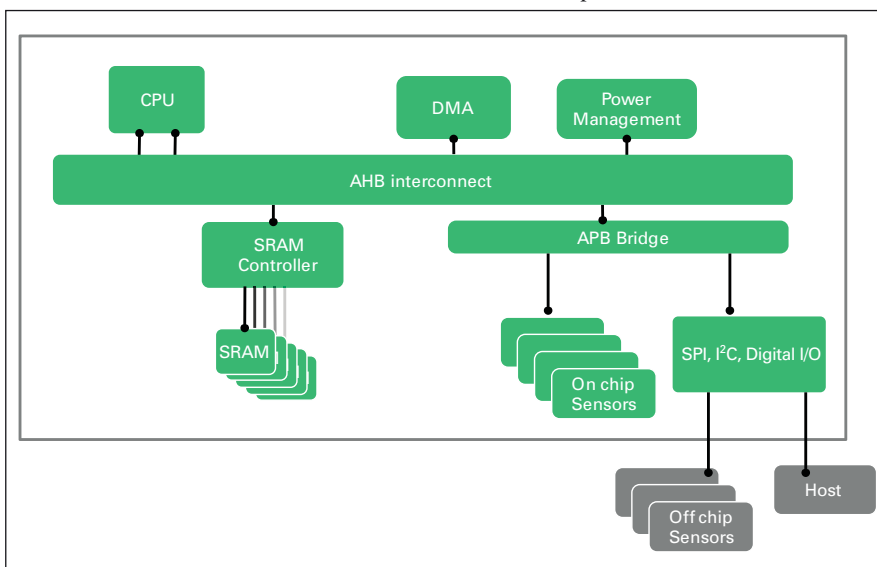 CPU
DMA
Power
Management
AHB interconnect
SRAM
Controller
APB Bridge
SRAM
On chip
Sensors
SPI, I²C, Digital I/O
Off chip
Sensors
Host